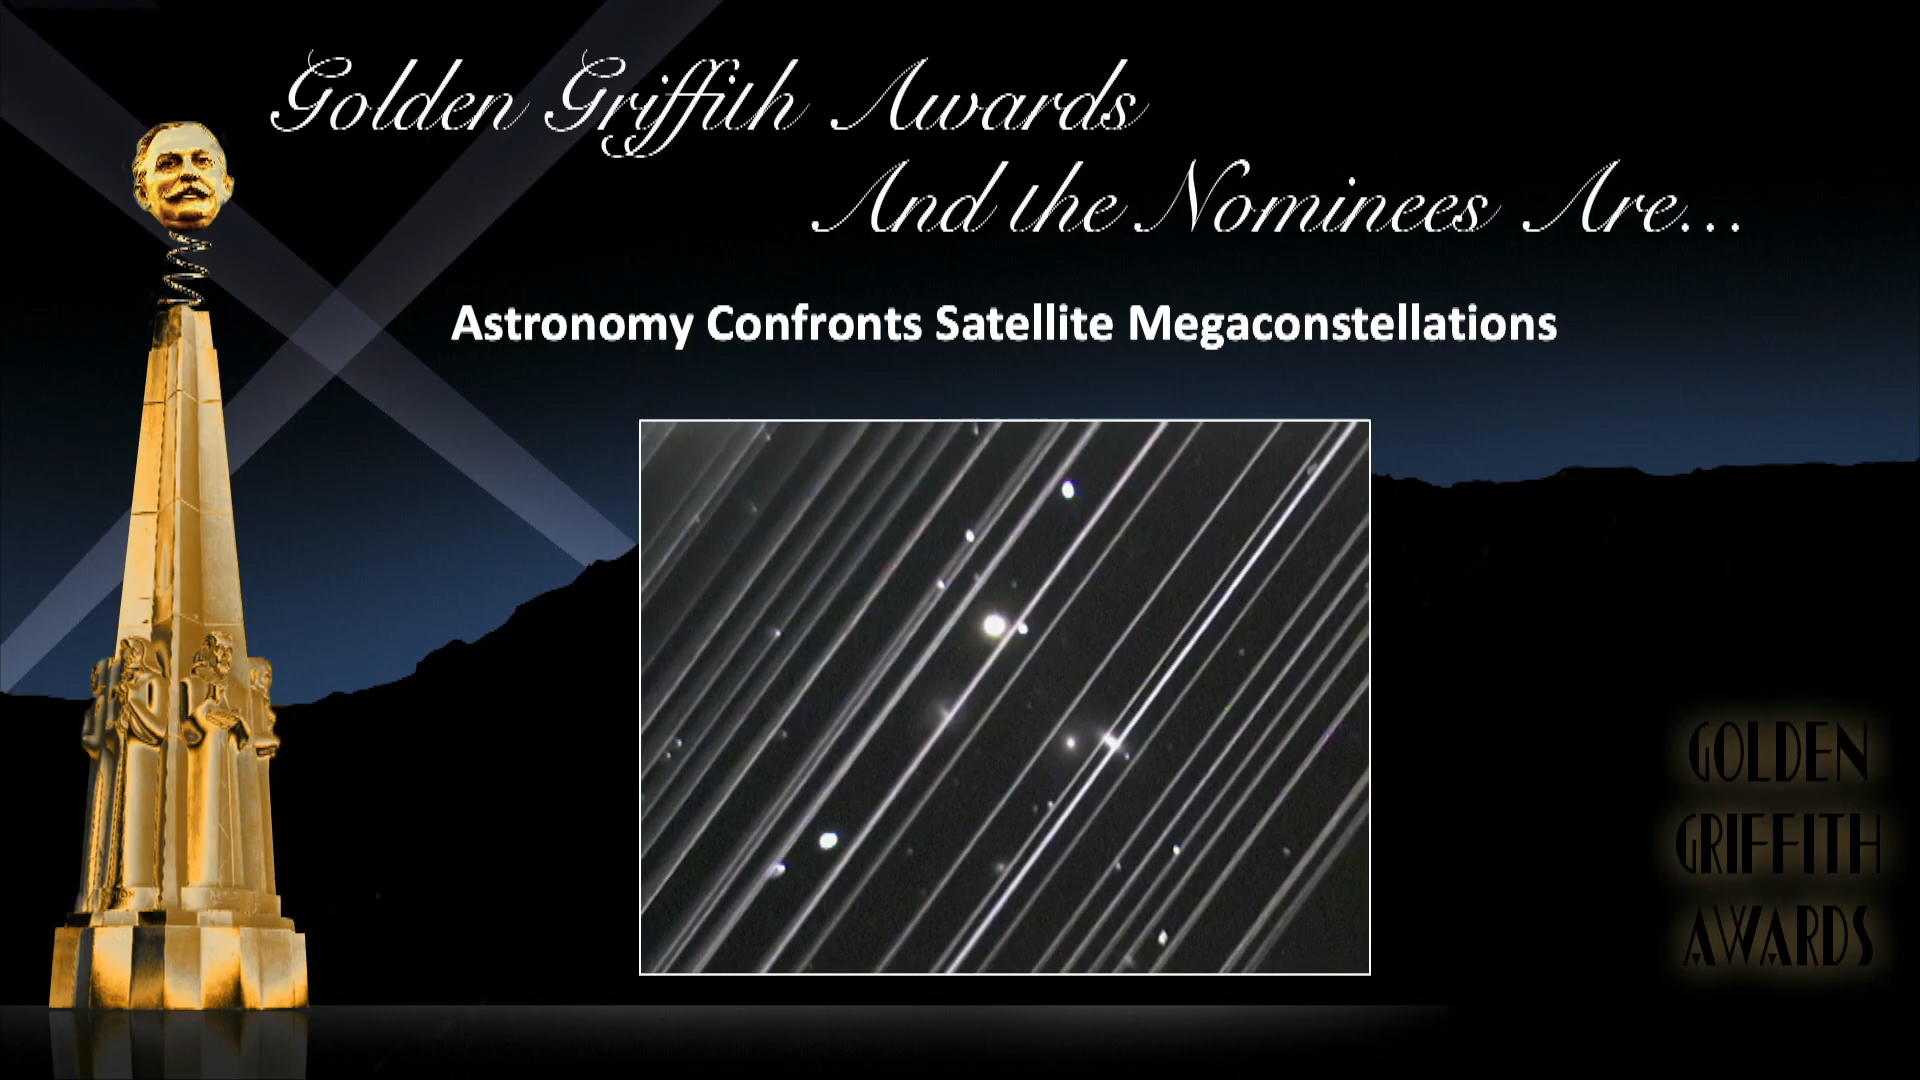 Golden Griffith Awards
And the Nominees Are...
Astronomy Confronts Satellite Megaconstellations
GOLDEN
GRIFFITH
AWARDS